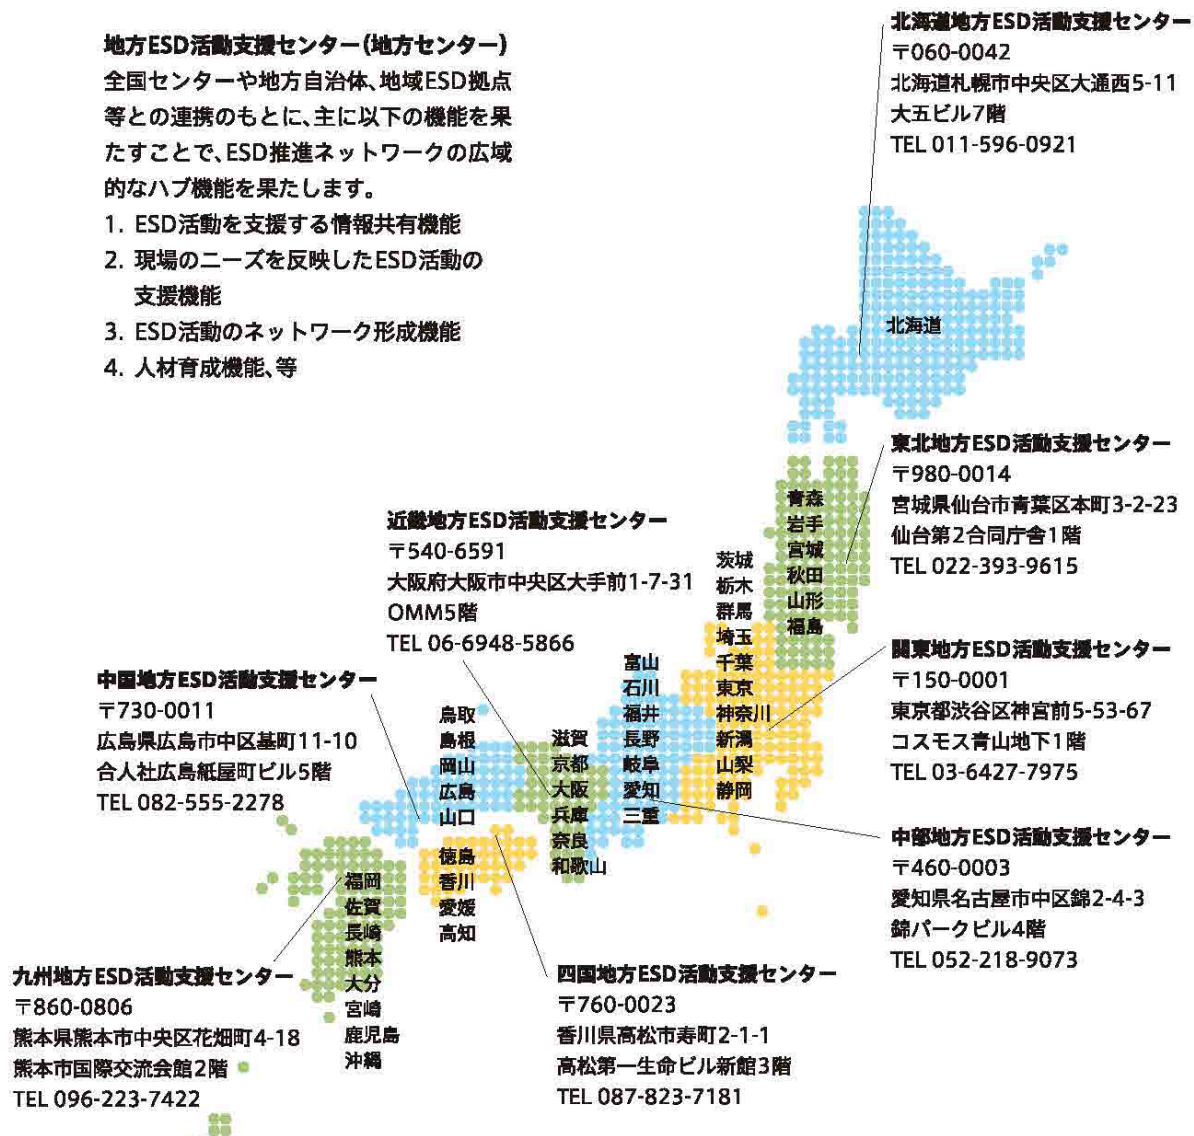 地方ESD活動支援センター(地方センター)
全国センターや地方自治体、地域ESD拠点
等との連携のもとに、主に以下の機能を果
たすことで、ESD推進ネットワークの広域
的なハブ機能を果たします。
1. ESD活動を支援する情報共有機能
2. 現場のニーズを反映したESD活動の
支援機能
3. ESD活動のネットワーク形成機能
4. 人材育成機能、等
北海道地方ESD活動支援センター
〒060-0042
北海道札幌市中央区大通西5-11
大五ビル7階
TEL 011-596-0921
北海道
東北地方ESD活動支援センター
〒980-0014
宮城県仙台市青葉区本町3-2-23
仙台第2合同庁舎1階
TEL 022-393-9615
青森
岩手
宮城
秋田
山形
福島
近畿地方ESD活動支援センター
〒540-6591
大阪府大阪市中央区大手前1-7-31
OMM5階
TEL 06-6948-5866
茨城
栃木
群馬
埼玉
千葉
東京
神奈川
新潟
山梨
静岡
関東地方ESD活動支援センター
〒150-0001
東京都渋谷区神宮前5-53-67
コスモス青山地下1階
TEL 03-6427-7975
富山
石川
福井
長野
岐阜
愛知
三重
中国地方ESD活動支援センター
〒730-0011
広島県広島市中区基町11-10
合人社広島紙屋町ビル5階
TEL 082-555-2278
鳥取
島根
岡山
広島
山口
滋賀
京都
大阪
兵庫
奈良
和歌山
中部地方ESD活動支援センター
〒460-0003
愛知県名古屋市中区錦2-4-3
錦パークビル4階
TEL 052-218-9073
徳島
香川
愛媛
高知
福岡
佐賀
長崎
熊本
大分
宮崎
鹿児島
沖縄
九州地方ESD活動支援センター
〒860-0806
熊本県熊本市中央区花畑町4-18
熊本市国際交流会館2階
TEL 096-223-7422
四国地方ESD活動支援センター
〒760-0023
香川県高松市寿町2-1-1
高松第一生命ビル新館3階
TEL 087-823-7181